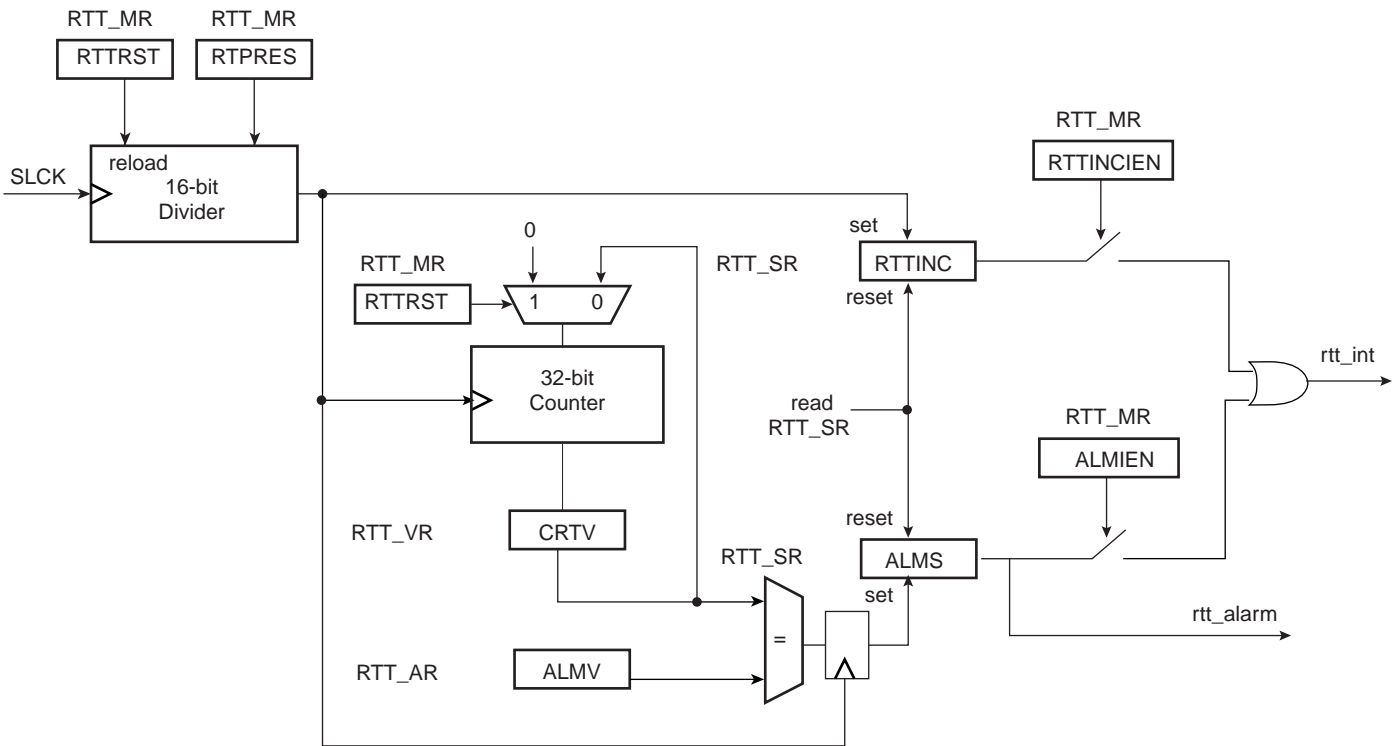 RTT_MR
RTT_MR
RTTRST
RTPRES
reload
16-bit
Divider
SLCK
RTT_MR
RTTINCIEN
0
set
RTT_MR
RTT_SR
RTTINC
RTTRST
1 0
reset
32-bit
Counter
rtt_int
read
RTT_SR
RTT_MR
ALMIEN
reset
RTT_VR
CRTV
RTT_SR
ALMS
set
rtt_alarm
=
RTT_AR
ALMV